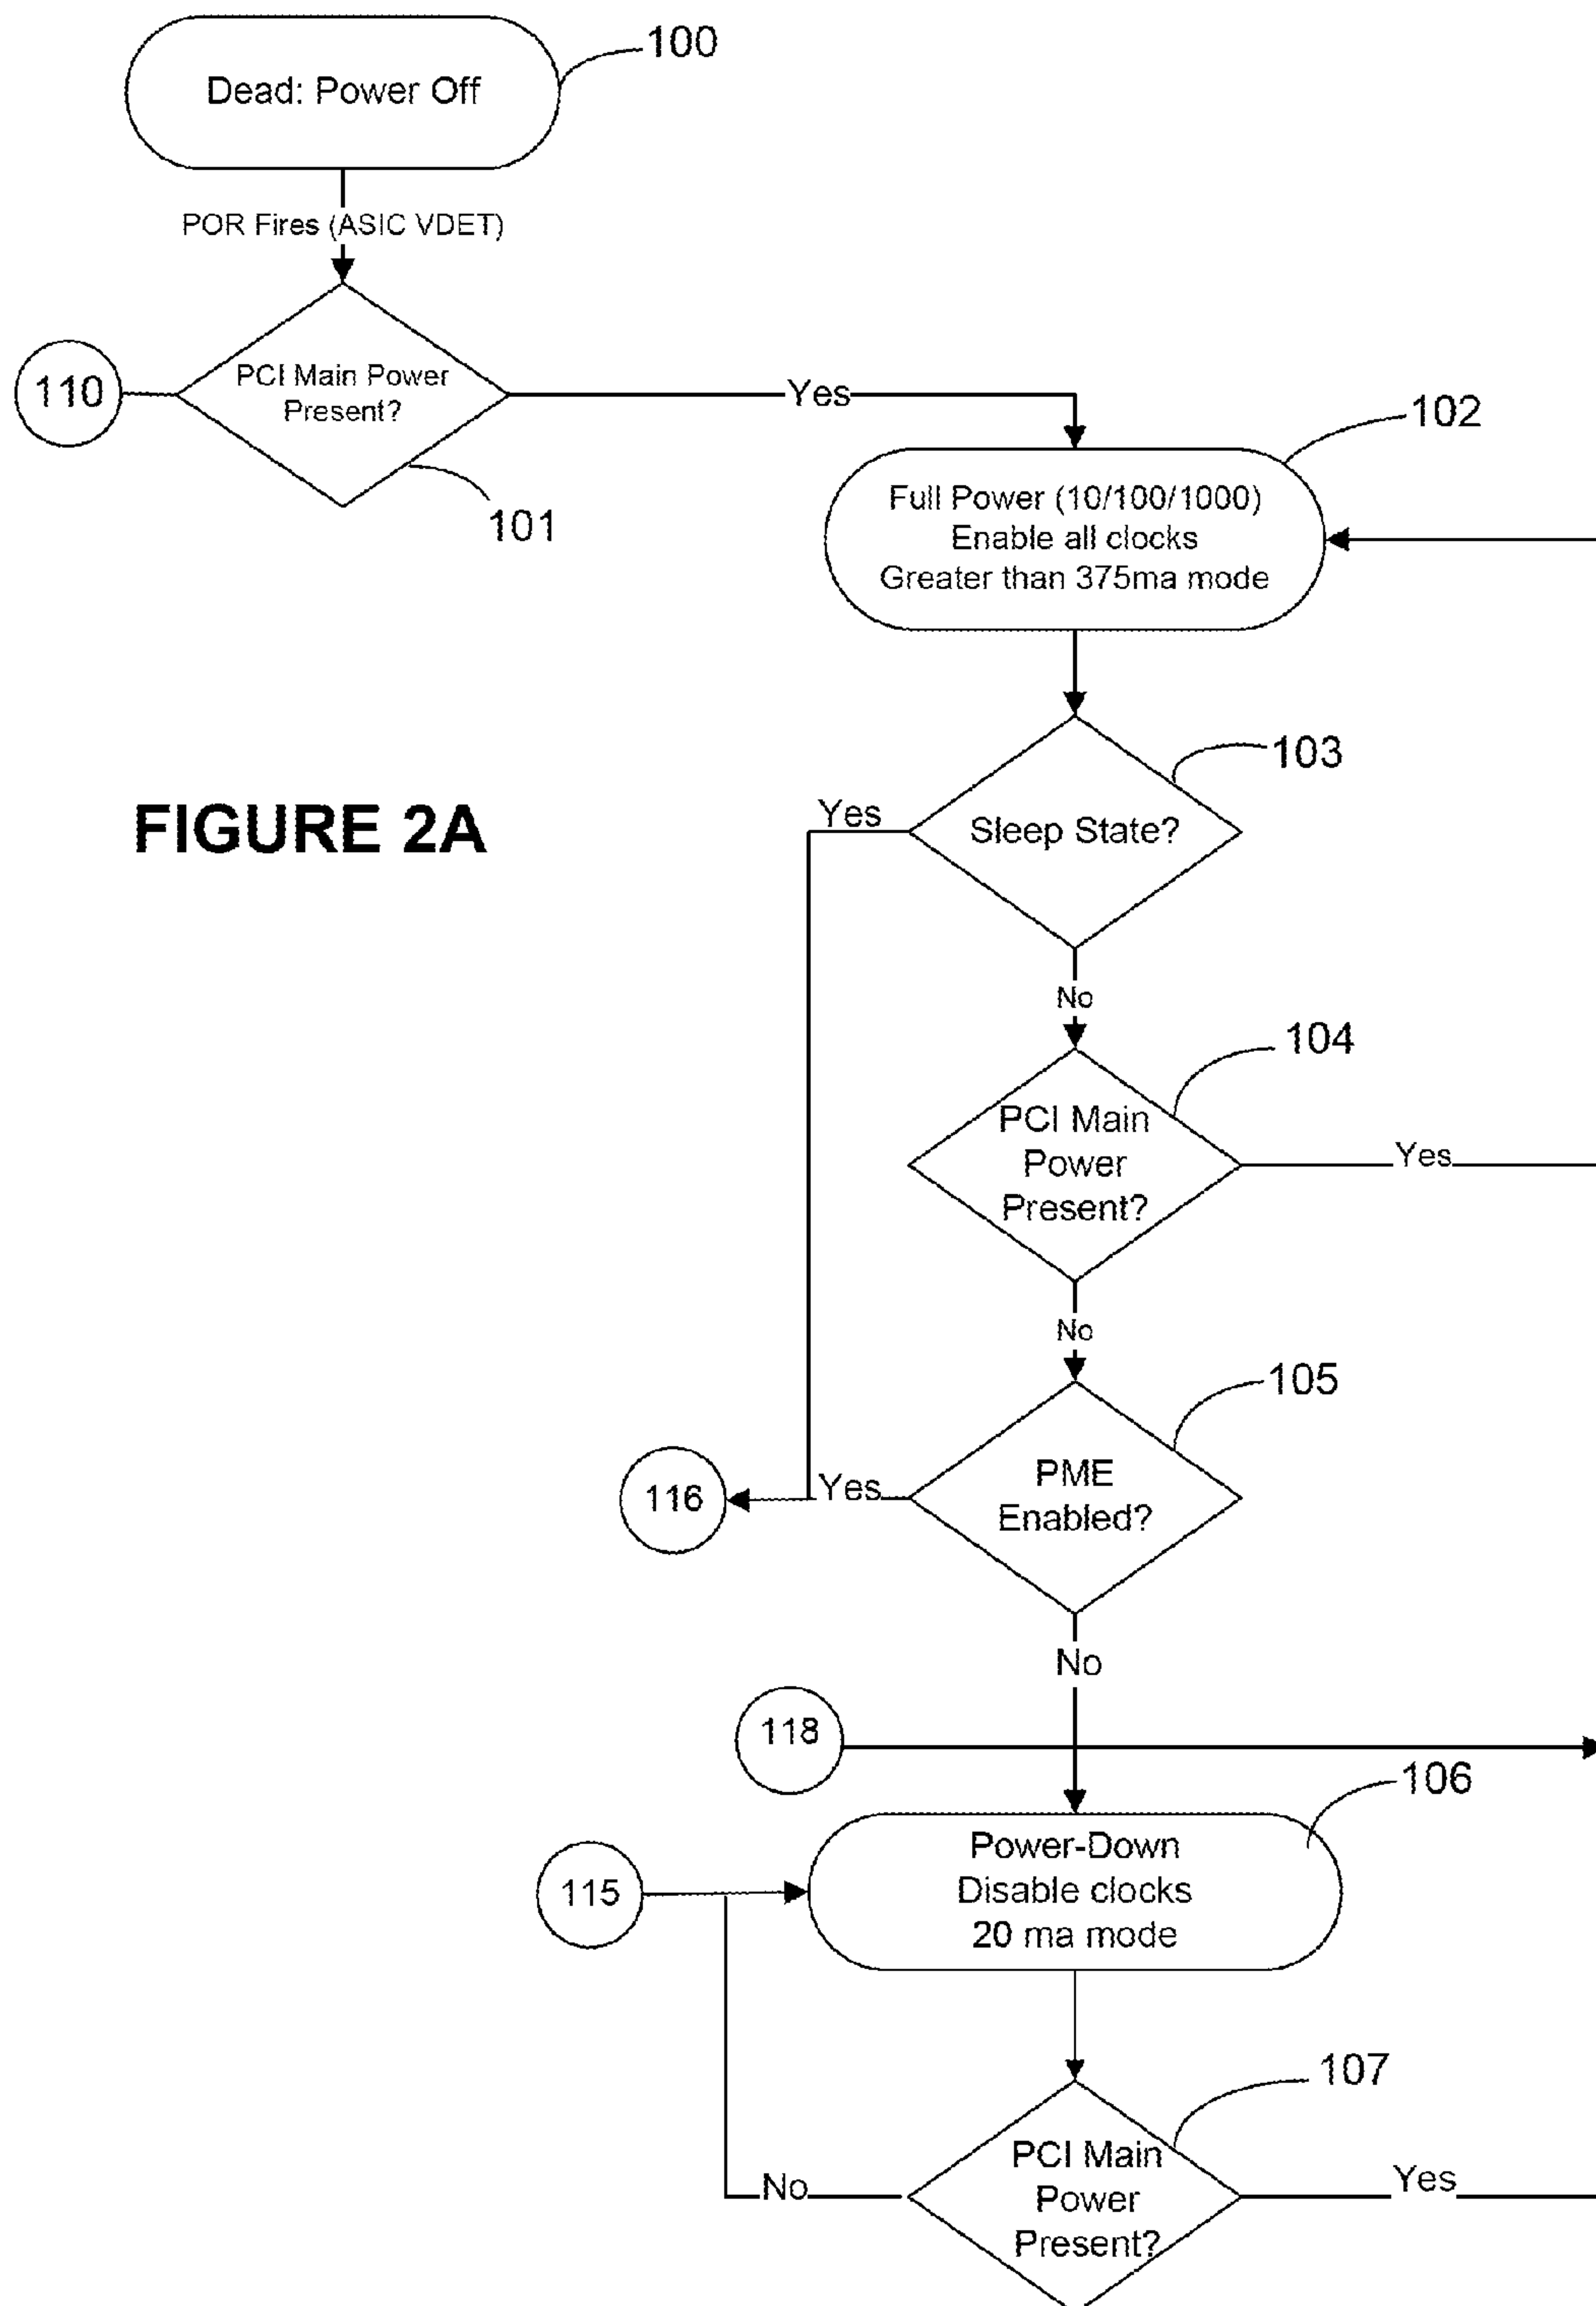 100
Dead: Power Off
POR Fires (ASIC VDET)
110
PCI Main Power
Present?
Yes
101
102
Full Power (10/100/1000)
Enable all clocks
Greater than 375ma mode
103
Yes
Sleep State?
FIGURE 2A
No
104
PCI Main
Power
Present?
Yes
No
105
116
Yes
PME
Enabled?
No
118
106
115
Power-Down
Disable clocks
20 ma mode
107
No
PCI Main
Power
Present?
Yes